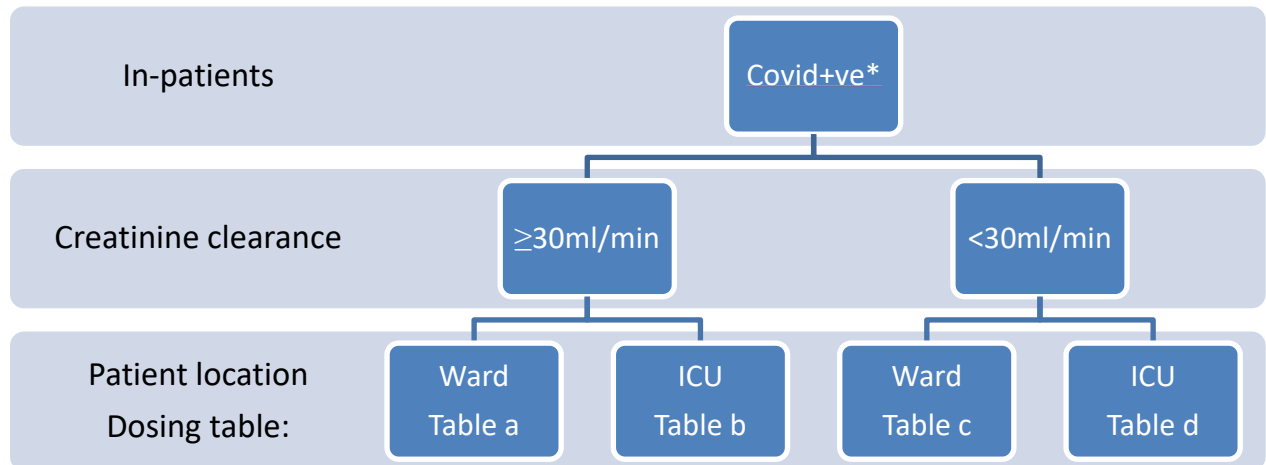 In-patients
Covid+ve*
Creatinine clearance
≥30ml/min
<30ml/min
Patient location
Dosing table:
Ward
Table a
ICU
Table b
Ward
Table c
ICU
Table d